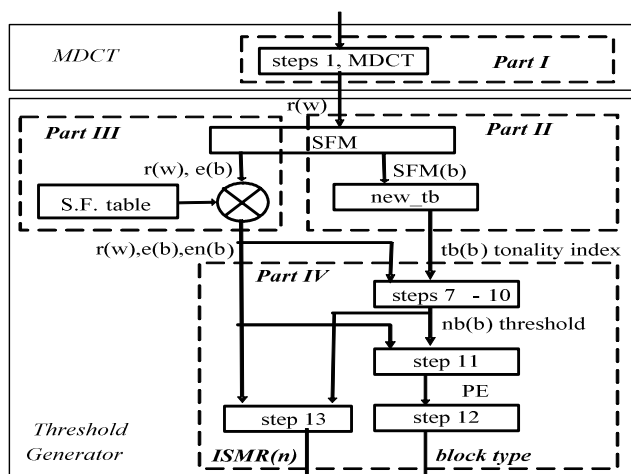 MDCT
steps 1, MDCT
Part I
r(w)
Part III
Part II
SFM
r(w), e(b)
SFM(b)
S.F. table
new_tb
r(w),e(b),en(b)
tb(b) tonality index
Part IV
steps 7 - 10
nb(b) threshold
step 11
PE
step 13
step 12
Threshold
Generator
ISMR(n)
block type